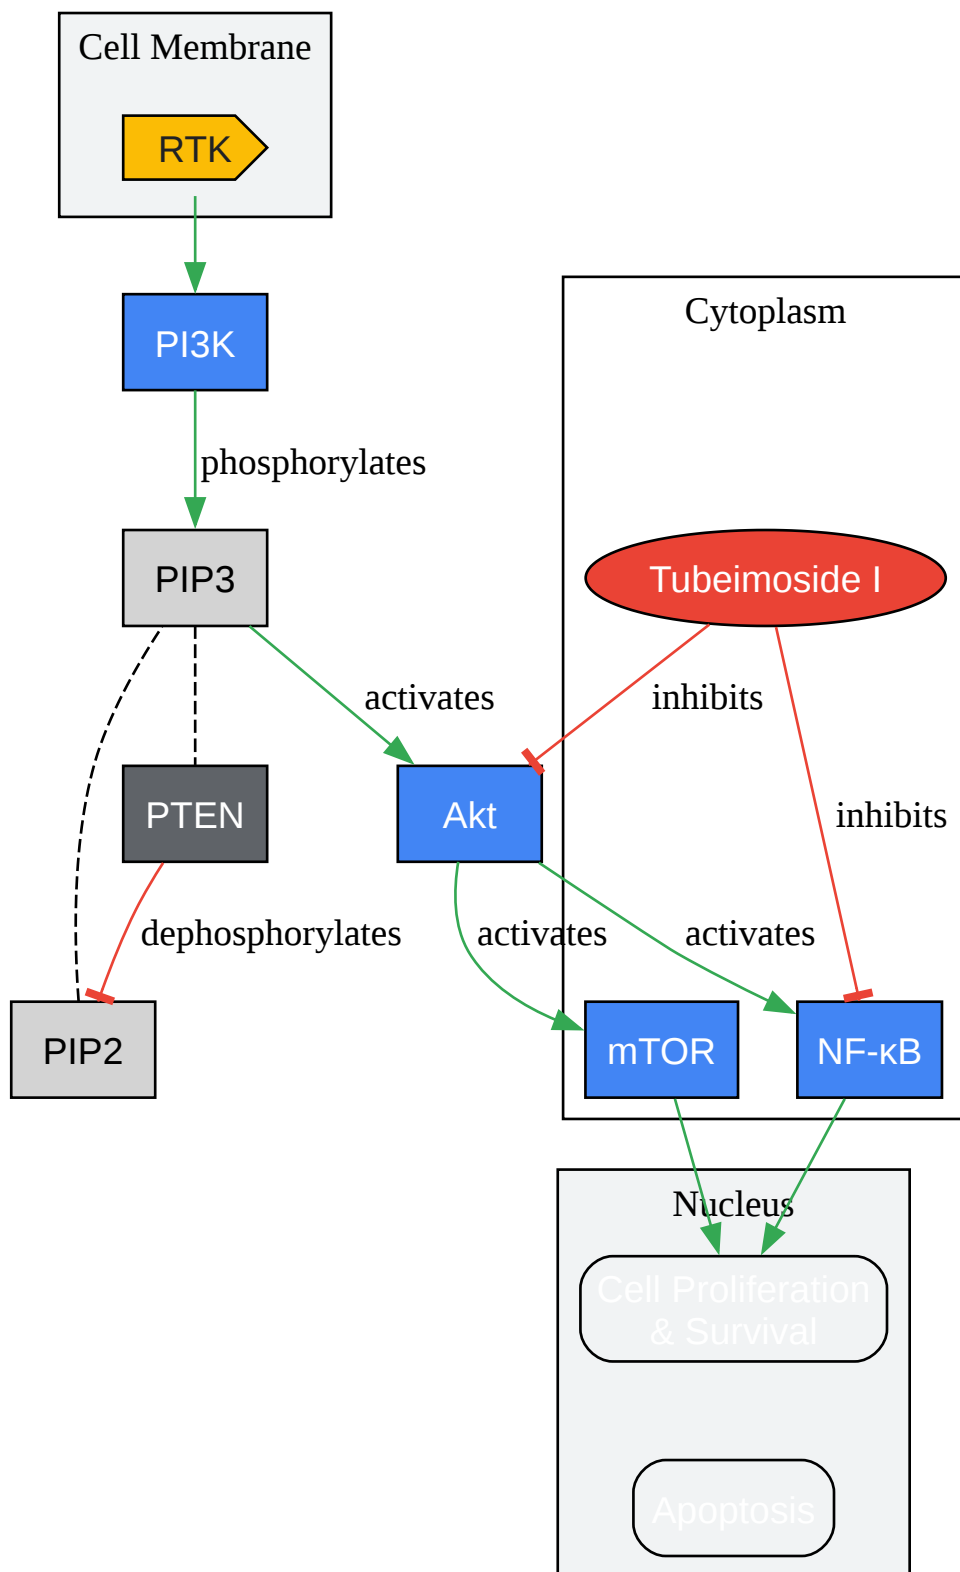 Cell Membrane
RTK
PI3K
Cytoplasm
phosphorylates
PIP3
Tubeimoside I
activates
inhibits
PTEN
Akt
inhibits
dephosphorylates
activates
activates
PIP2
mTOR
NF-κB
Nucleus
Cell Proliferation
& Survival
Apoptosis